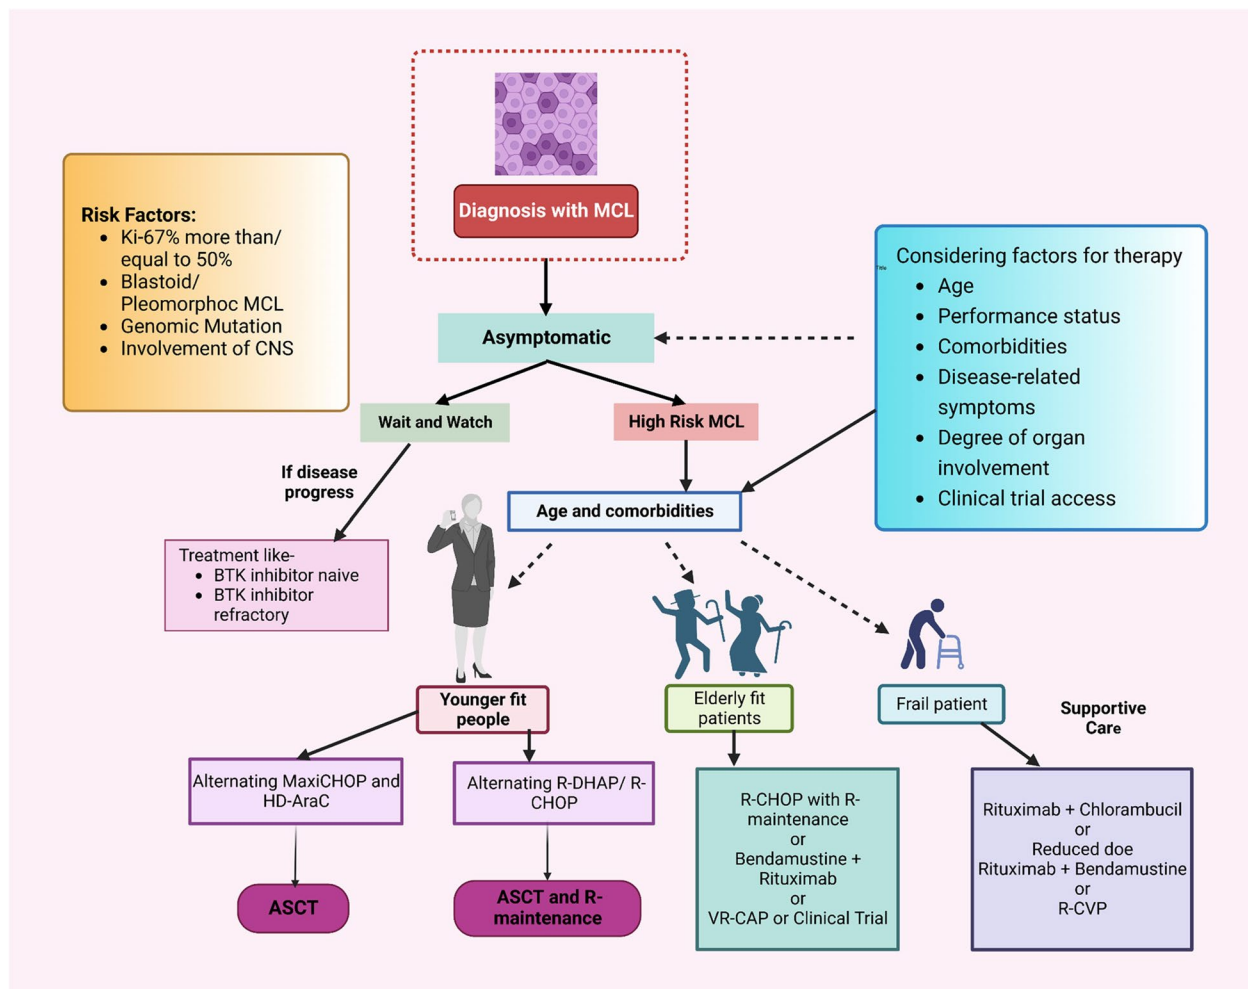 Diagnosis with MCL
Risk Factors:
• Ki-67% more than/
equal to 50%
• Blastoid/
Pleomorphoc MCL
• Genomic Mutation
• Involvement of CNS
Considering factors for therapy
• Age
• Performance status
• Comorbidities
• Disease-related
symptoms
• Degree of organ
involvement
• Clinical trial access
Asymptomatic
Wait and Watch
High Risk MCL
If disease
progress
Age and comorbidities
Treatment like-
• BTK inhibitor naive
• BTK inhibitor
refractory
Younger fit
people
Elderly fit
patients
Frail patient
Supportive
Care
Alternating MaxiCHOP and
HD-AraC
Alternating R-DHAP/ R-
CHOP
R-CHOP with R-
maintenance
or
Bendamustine +
Rituximab
or
VR-CAP or Clinical Trial
Rituximab + Chlorambucil
or
Reduced doe
Rituximab + Bendamustine
or
R-CVP
ASCT
ASCT and R-
maintenance